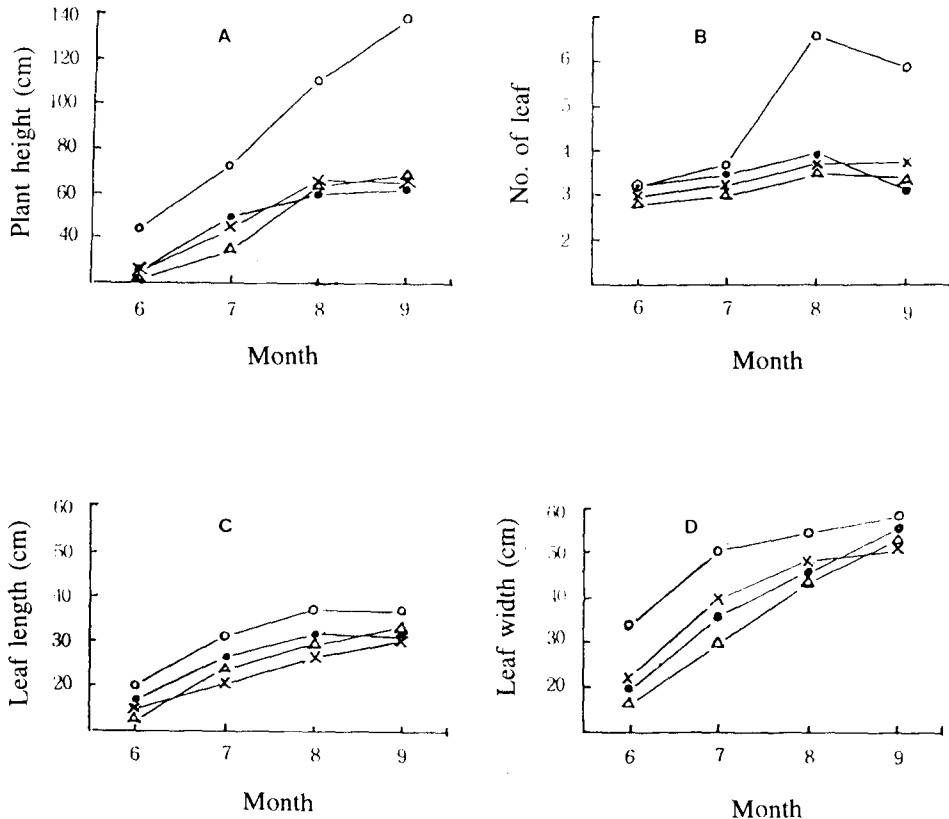 A
Plant height (cm)
140
120
100
80
60
40
6 7 8 9
Month
B
No. of leaf
6
5
4
3
2
6 7 8 9
Month
C
Leaf length (cm)
60
50
40
30
20
6 7 8 9
Month
D
Leaf width (cm)
60
50
40
30
20
6 7 8 9
Month